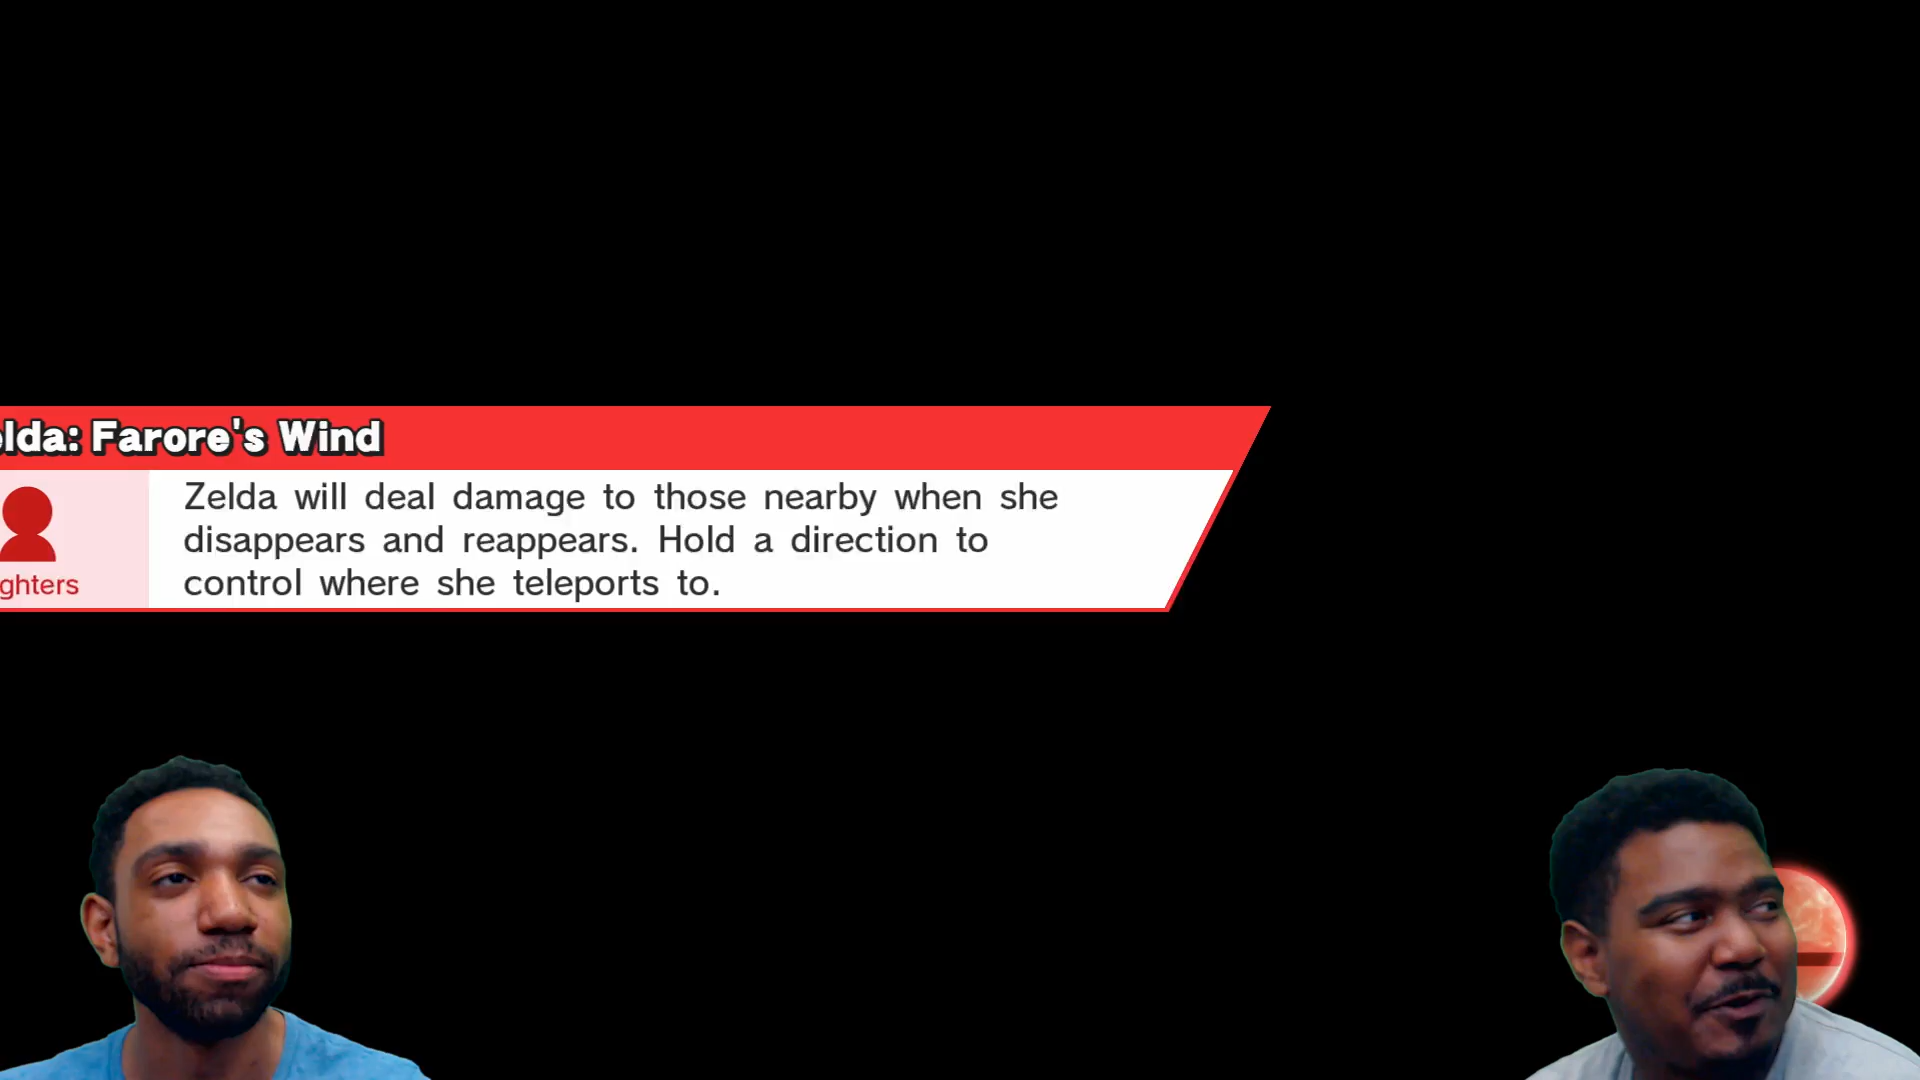 elda: Farore's Wind
Zelda will deal damage to those nearby when she
disappears and reappears. Hold a direction to
ghters
control where she teleports to.